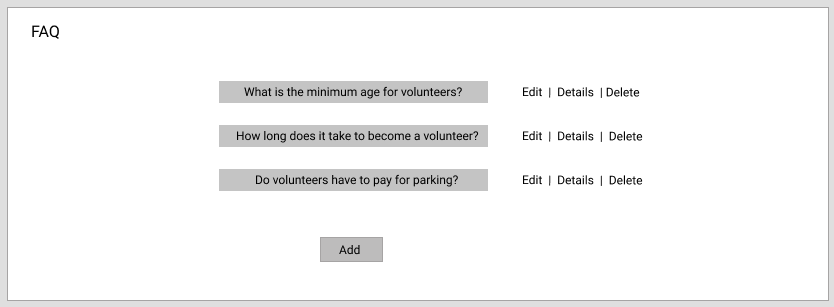 FAQ
What is the minimum age for volunteers? Edit | Details | Delete
How long does it take to become a volunteer? Edit | Details | Delete
Do volunteers have to pay for parking? Edit | Details | Delete
Add